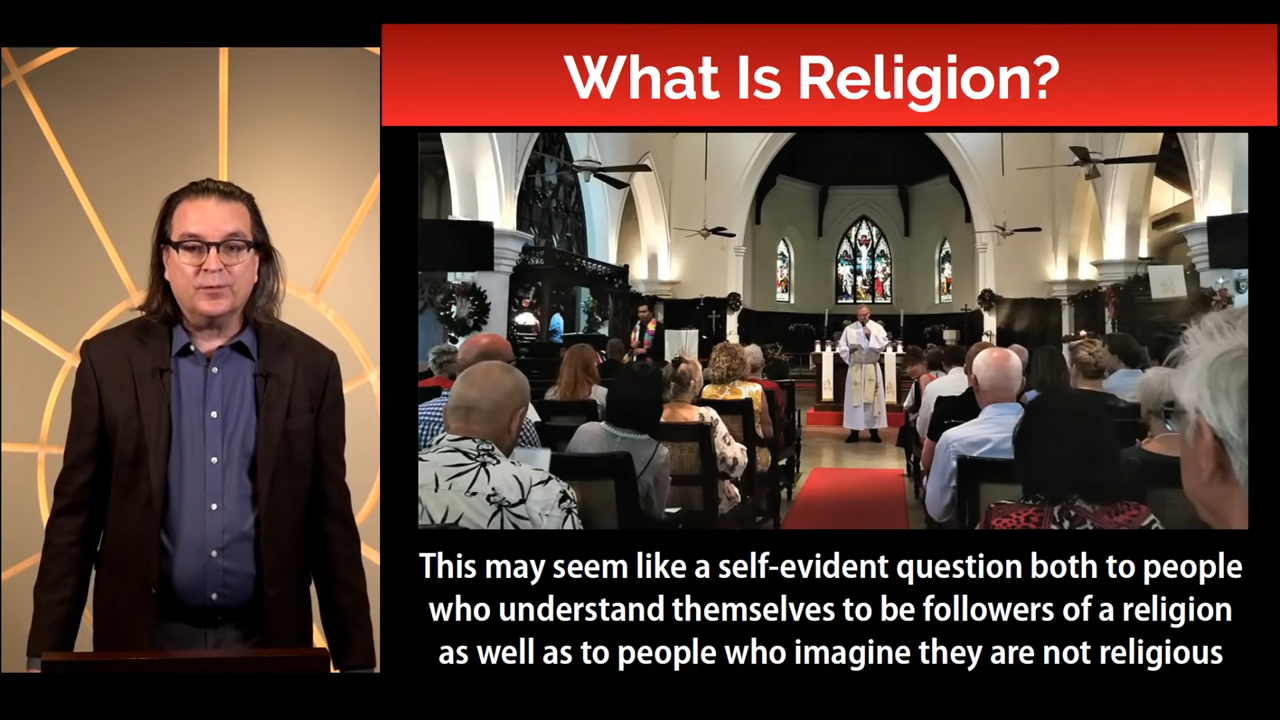 What Is Religion?
This may seem like a self-evident question both to people
who understand themselves to be followers of a religion
as well as to people who imagine they are not religious